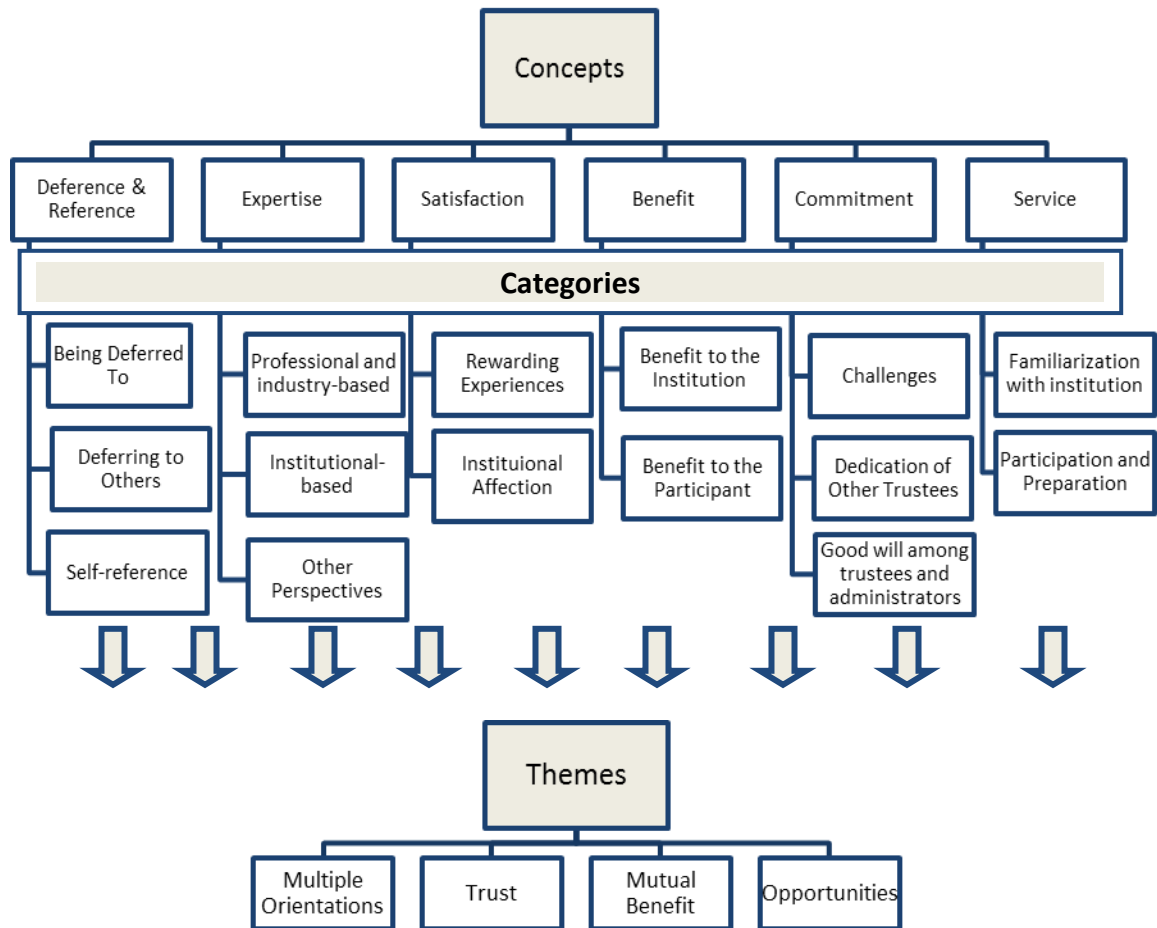 Concepts
Deference &
Reference
Expertise
Satisfaction
Benefit
Commitment
Service
Categories
Being Deferred
To
Deferring to
Others
Self-reference
Professional and
industry-based
Institutional-
based
Other
Perspectives
Rewarding
Experiences
Instituional
Affection
Benefit to the
Institution
Benefit to the
Participant
Challenges
Dedication of
Other Trustees
Good will among
trustees and
administrators
Familiarization
with institution
Participation and
Preparation
Themes
Multiple
Orientations
Trust
Mutual
Benefit
Opportunities